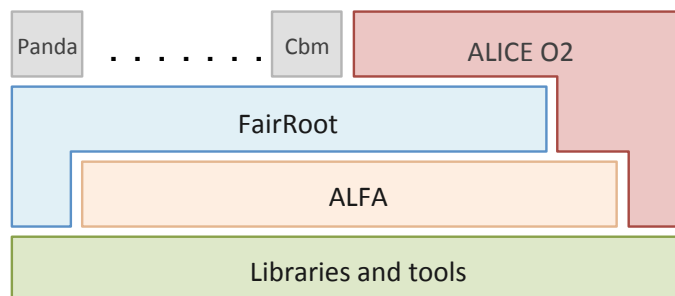 Panda . . . . . . . Cbm ALICE O2
FairRoot
ALFA
Libraries and tools